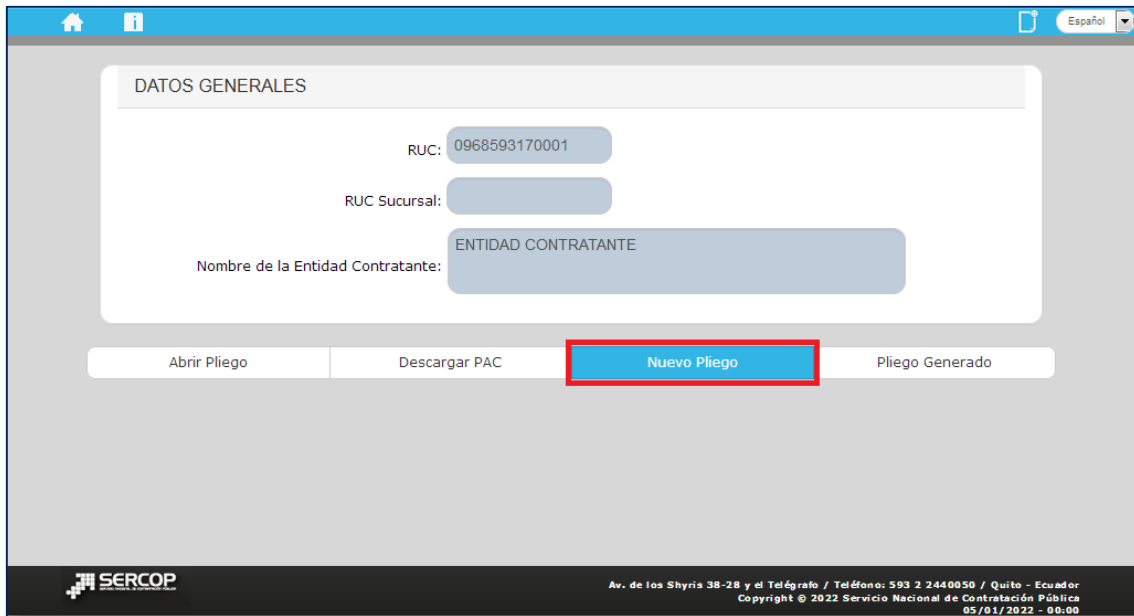 Español
DATOS GENERALES
RUC: 0968593170001
RUC Sucursal:
Nombre de la Entidad Contratante: ENTIDAD CONTRATANTE
Abrir Pliego Descargar PAC Nuevo Pliego Pliego Generado
SERCOP
Av. de los Shyris 38-28 y el Telégrafo / Teléfono: 593 2 2440050 / Quito - Ecuador
Copyright © 2022 Servicio Nacional de Contratación Pública
05/01/2022 - 00:00